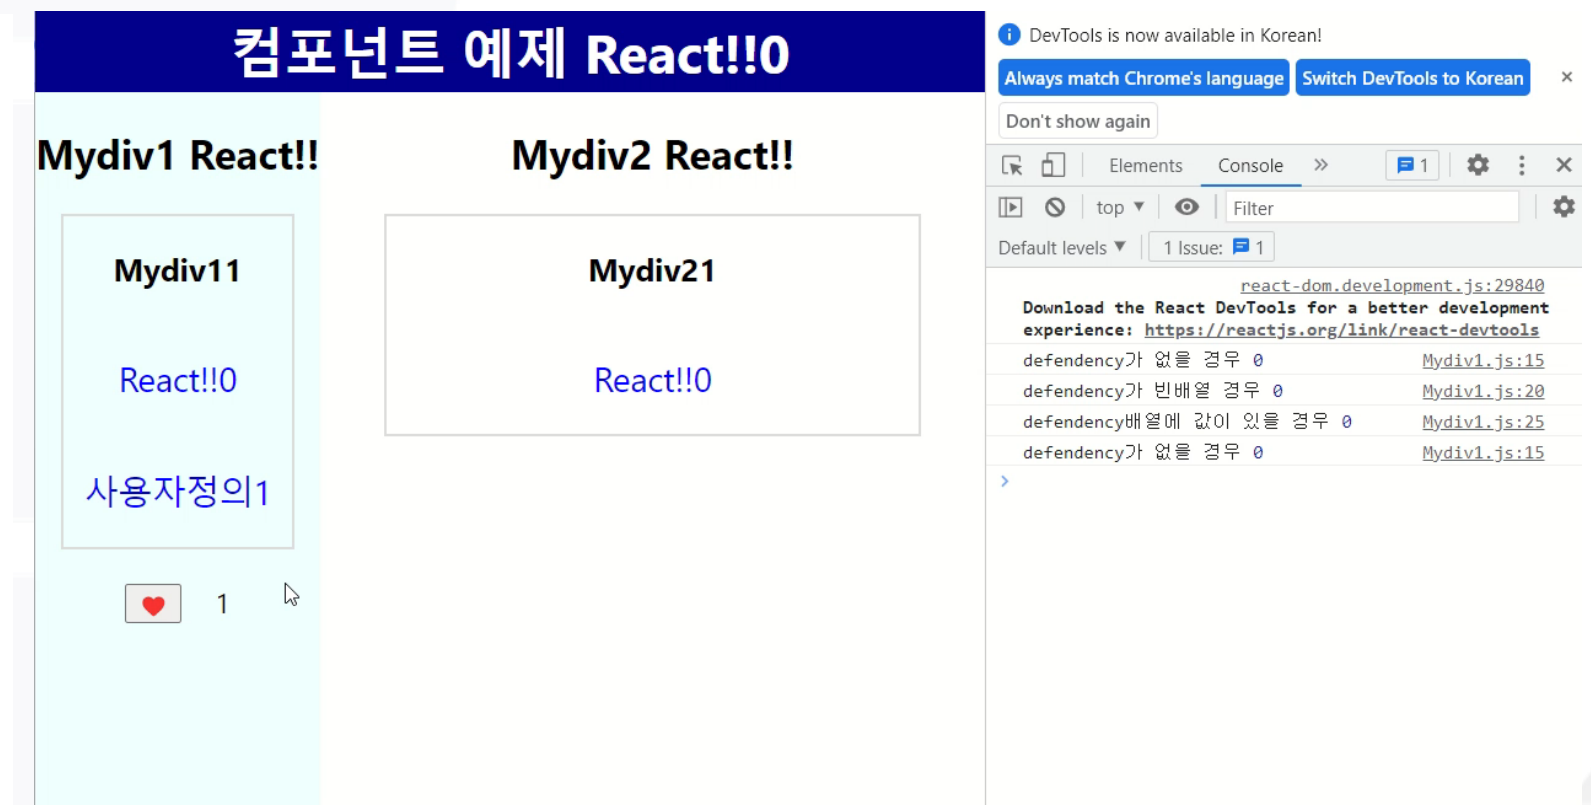 컴포넌트 예제 React!!0
Mydiv1 React!!
Mydiv2 React!!
Mydiv11
React!!0
사용자정의1
1
Mydiv21
React!!0
DevTools is now available in Korean!
Always match Chrome's language
Switch DevTools to Korean
Don't show again
Elements Console » 1
top Filter
Default levels 1 Issue: 1
react-dom.development.js:29840
Download the React DevTools for a better development
experience: https://reactjs.org/link/react-devtools
defendency가 없을 경우 0 Mydiv1.js:15
defendency가 빈배열 경우 0 Mydiv1.js:20
defendency배열에 값이 있을 경우 0 Mydiv1.js:25
defendency가 없을 경우 0 Mydiv1.js:15